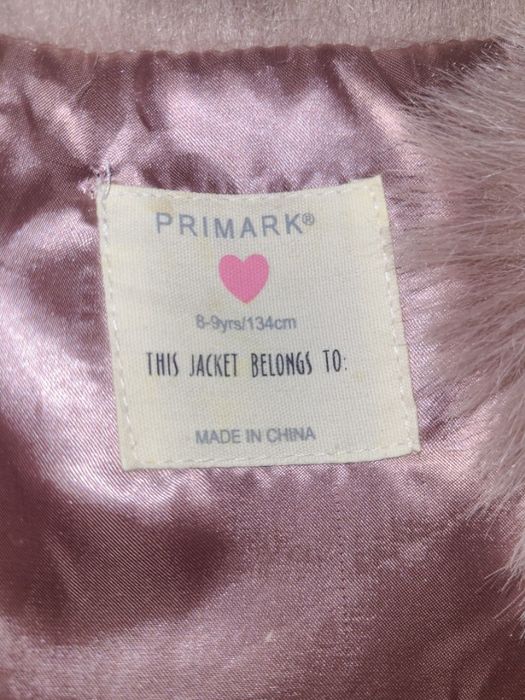 PRIMARK®
8-9yrs/134cm
THIS JACKET BELONGS TO:
MADE IN CHINA